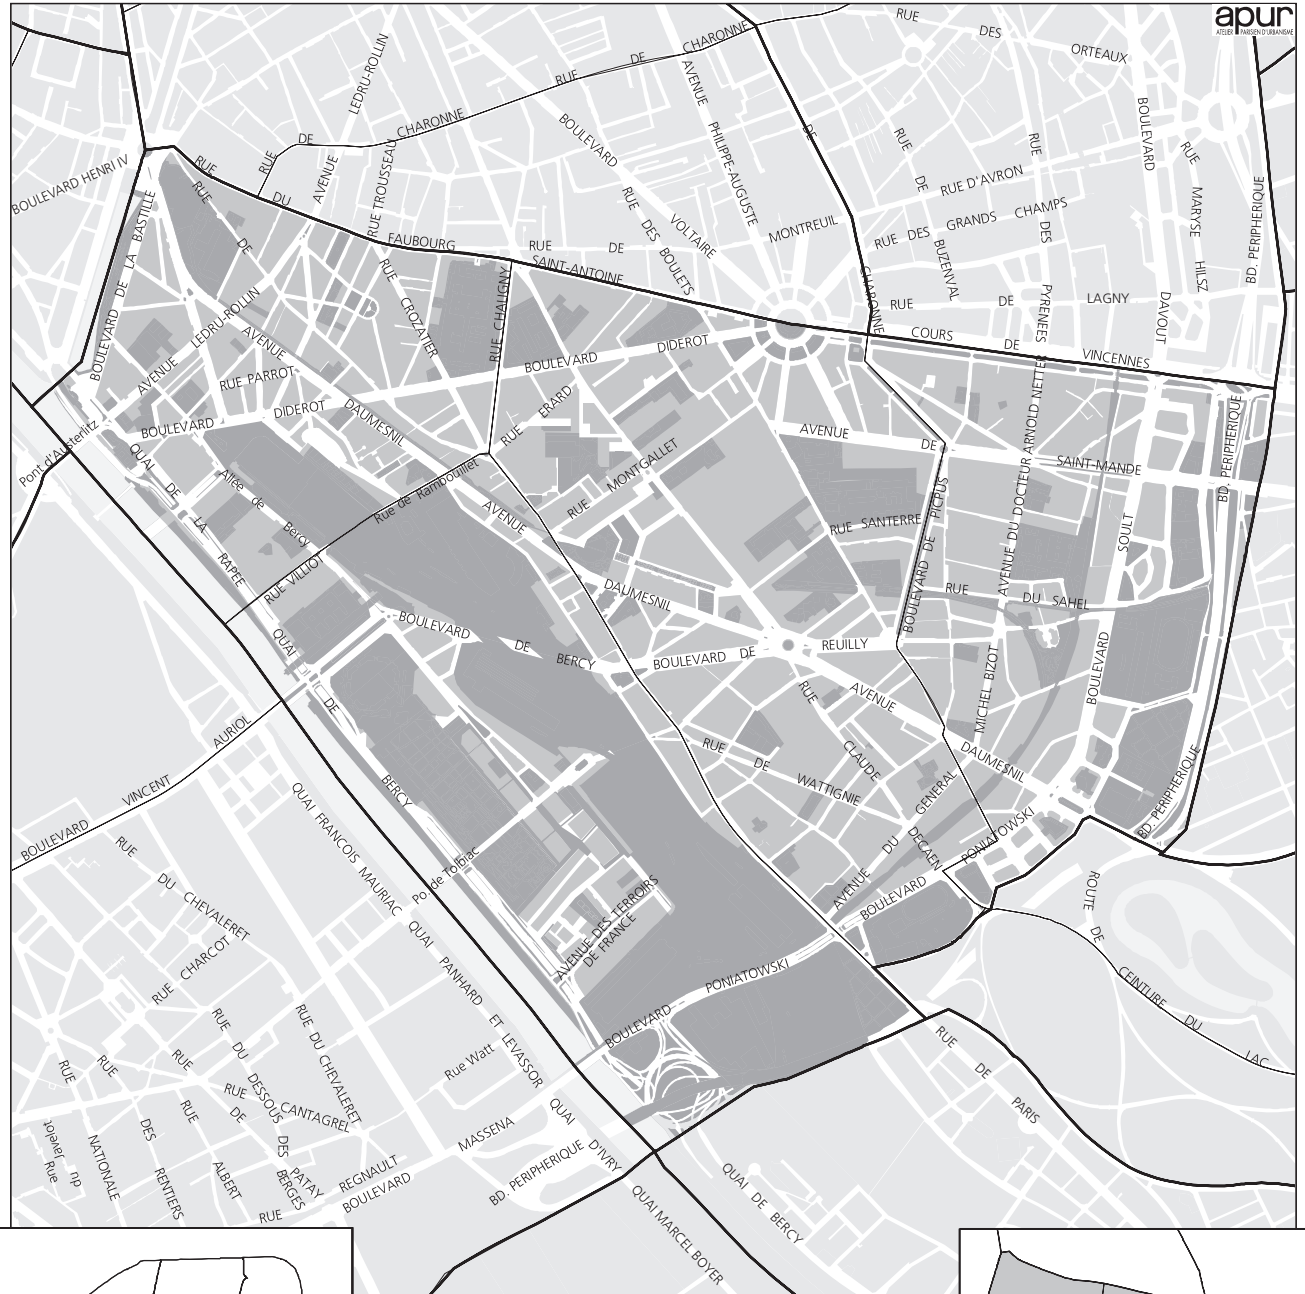 apur
ATELIER PARISIEN D'URBANISME
RUE DES ORTEAUX
RUE DE CHARONNE
AVENUE LEDRU-ROLLIN
AVENUE PHILIPPE-AUGUSTE
BOULEVARD VOLTAIRE
BOULEVARD DAVOUT
RUE MARYSE HILSZ
BD. PERIPHERIQUE
BOULEVARD HENRI IV
RUE DU FAUBOURG SAINT-ANTOINE
RUE TROUSSEAU
RUE DES BOULETS
RUE DE MONTREUIL
DE CHARONNE
RUE DE BUZENVAL
RUE D'AVRON
RUE DES GRANDS CHAMPS
RUE DES PYRENEES
RUE DE LAGNY
COURS DE VINCENNES
BOULEVARD DE LA BASTILLE
RUE DE
AVENUE LEDRU-ROLLIN
AVENUE DAUMESNIL
RUE CROZATIER
RUE CHALIGNY
RUE PARROT
BOULEVARD DIDEROT
BOULEVARD DIDEROT
RUE ERARD
RUE MONTGALLET
Pont d'Austerlitz
QUAI DE LA RAPEE
Allée de Bercy
Rue de Rambouillet
RUE VILLIOT
AVENUE DAUMESNIL
AVENUE DE SAINT-MANDE
RUE SANTERRE
BOULEVARD DE PICPUS
AVENUE DU DOCTEUR ARNOLD NETTER
BOULEVARD SOULT
BD. PERIPHERIQUE
RUE DU SAHEL
MICHEL BIZOT
BOULEVARD DE BERCY
BOULEVARD DE REUILLY
AVENUE DAUMESNIL
RUE CLAUDE DECAEN
RUE DE WATTIGNIE
AVENUE DU GENERAL
BOULEVARD PONIATOWSKI
BD. PERIPHERIQUE
QUAI DE BERCY
BOULEVARD VINCENT AURIOL
QUAI FRANCOIS MAURIAC
Po. de Tolbiac
QUAI PANHARD ET LEVASSOR
AVENUE DES TERROIRS
DE FRANCE
BOULEVARD PONIATOWSKI
ROUTE DE CEINTURE DU LAC
RUE DU CHEVALERET
RUE CHARCOT
RUE DU CHEVALERET
RUE DU DESSOUS DES BERGES
RUE CANTAGREL
RUE DE PATAY
RUE ALBERT
RUE DES RENTIERS
RUE NATIONALE
Rue du Javelot
Rue Watt
RUE REGNAULT
BOULEVARD MASSENA
BD. PERIPHERIQUE
QUAI D'IVRY
QUAI MARCEL BOYER
QUAI DE BERCY
RUE DE PARIS